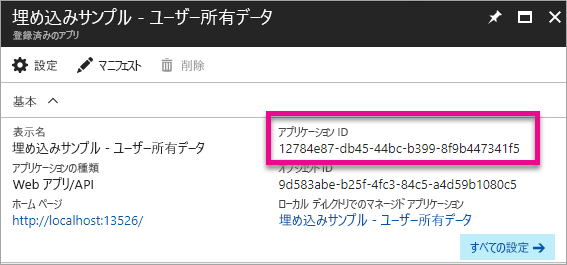 埋め込みサンプル - ユーザー所有データ
登録済みのアプリ
設定
マニフェスト
削除
基本
表示名
埋め込みサンプル - ユーザー所有データ
アプリケーションの種類
Web アプリ/API
ホーム ページ
http://localhost:13526/
アプリケーション ID
12784e87-db45-44bc-b399-8f9b447341f5
オブジェクト ID
9d583abe-b25f-4fc3-84c5-a4d59b1080c5
ローカル ディレクトリでのマネージド アプリケーション
埋め込みサンプル - ユーザー所有データ
すべての設定